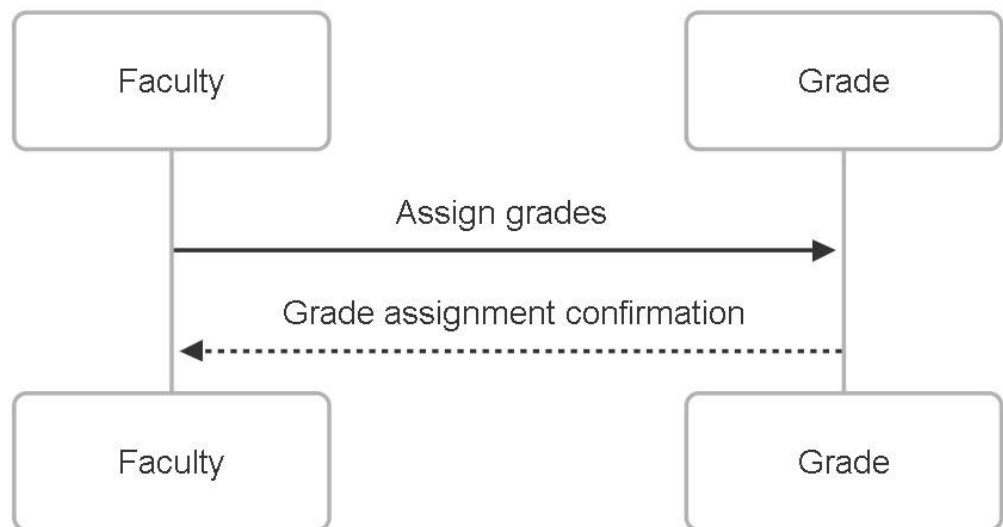 Faculty
Grade
Assign grades
Grade assignment confirmation
Faculty
Grade